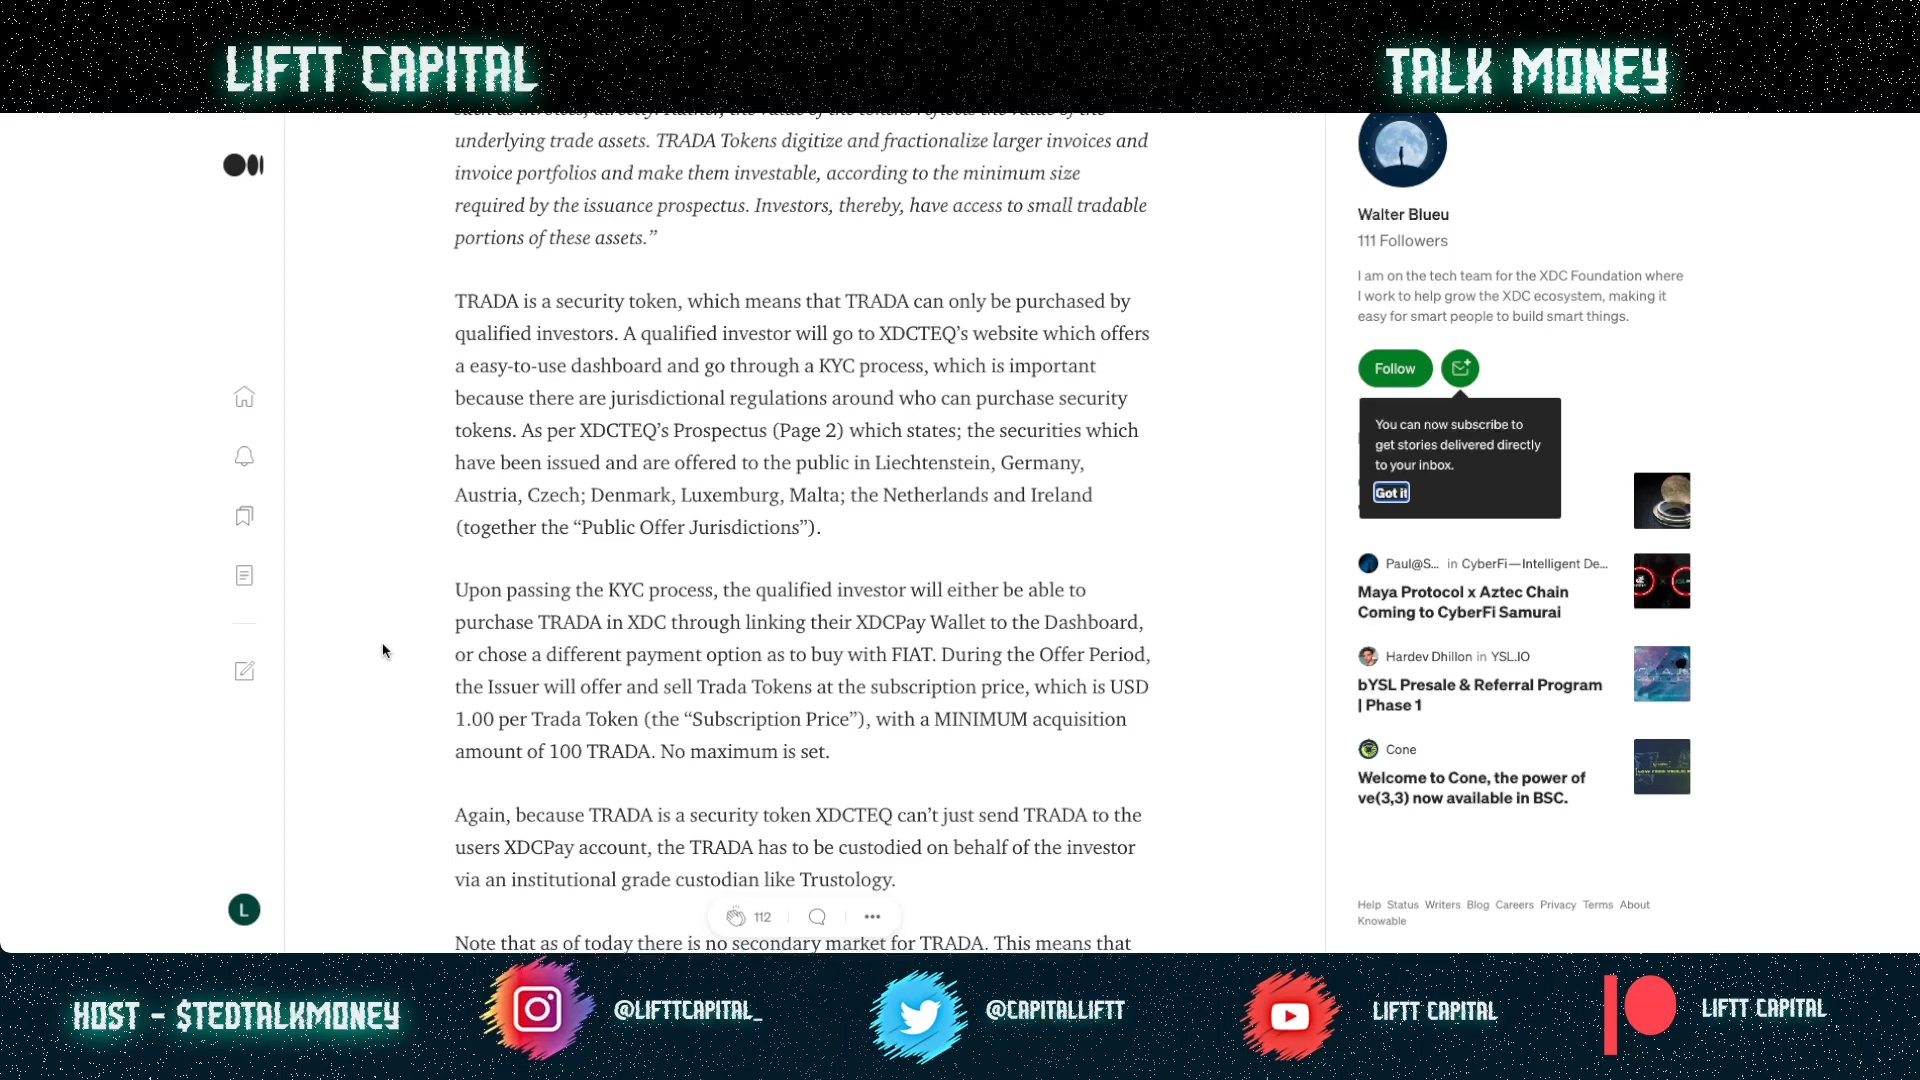 LIFTT CAPITAL
TALK MONEY
such as invoices, directly. Rather, the value of the tokens reflects the value of the
underlying trade assets. TRADA Tokens digitize and fractionalize larger invoices and
invoice portfolios and make them investable, according to the minimum size
required by the issuance prospectus. Investors, thereby, have access to small tradable
portions of these assets.”
TRADA is a security token, which means that TRADA can only be purchased by
qualified investors. A qualified investor will go to XDCTEQ’s website which offers
a easy-to-use dashboard and go through a KYC process, which is important
because there are jurisdictional regulations around who can purchase security
tokens. As per XDCTEQ’s Prospectus (Page 2) which states; the securities which
have been issued and are offered to the public in Liechtenstein, Germany,
Austria, Czech; Denmark, Luxemburg, Malta; the Netherlands and Ireland
(together the “Public Offer Jurisdictions”).
Upon passing the KYC process, the qualified investor will either be able to
purchase TRADA in XDC through linking their XDCPay Wallet to the Dashboard,
or chose a different payment option as to buy with FIAT. During the Offer Period,
the Issuer will offer and sell Trada Tokens at the subscription price, which is USD
1.00 per Trada Token (the “Subscription Price”), with a MINIMUM acquisition
amount of 100 TRADA. No maximum is set.
Again, because TRADA is a security token XDCTEQ can’t just send TRADA to the
users XDCPay account, the TRADA has to be custodied on behalf of the investor
via an institutional grade custodian like Trustology.
112
Note that as of today there is no secondary market for TRADA. This means that
L
Walter Blueu
111 Followers
I am on the tech team for the XDC Foundation where
I work to help grow the XDC ecosystem, making it
easy for smart people to build smart things.
Follow
You can now subscribe to
get stories delivered directly
to your inbox.
Got it
Paul@S... in CyberFi—Intelligent De...
Maya Protocol x Aztec Chain
Coming to CyberFi Samurai
Hardev Dhillon in YSL.IO
bYSL Presale & Referral Program
| Phase 1
Cone
Welcome to Cone, the power of
ve(3,3) now available in BSC.
Help Status Writers Blog Careers Privacy Terms About
Knowable
HOST - $TEDTALKMONEY
@LIFTTCAPITAL_
@CAPITALLIFTT
LIFTT CAPITAL
LIFTT CAPITAL